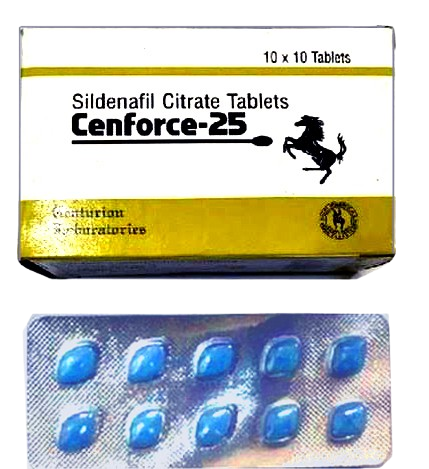 10 x 10 Tablets
Sildenafil Citrate Tablets
Cenforce-25
Centurion
Laboratories